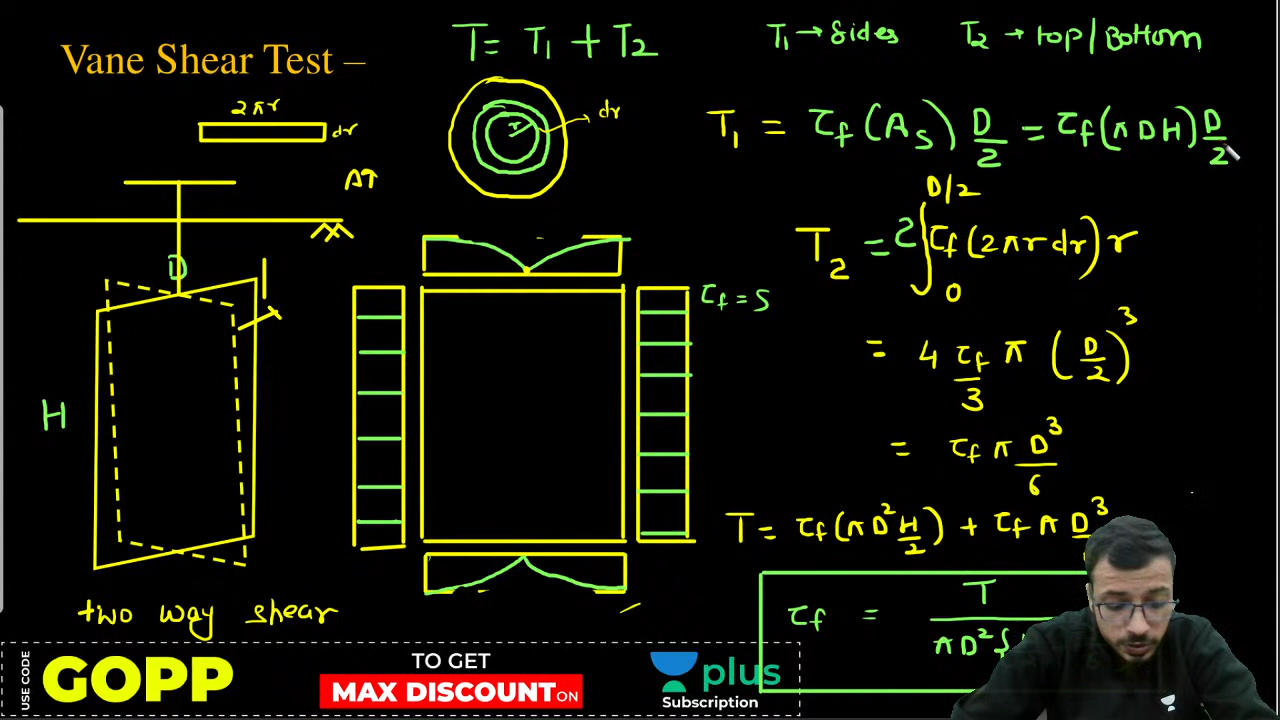 Vane Shear Test –
T = T₁ + T₂
T₁ → Sides T₂ → top/Bottom
2πr
dr
dr
r
A↑
T₁ = τf (As) D/2 = τf (πDH) D/2
T₂ = 2 ∫₀^(D/2) τf (2πr dr) r
D
τf = S
= 4 τf/3 π (D/2)³
H
= τf π D³/6
T = τf (πD² H/2) + τf π D³
τf = T / πD² {
two way shear
USE CODE
GOPP
TO GET
MAX DISCOUNT ON
plus
Subscription